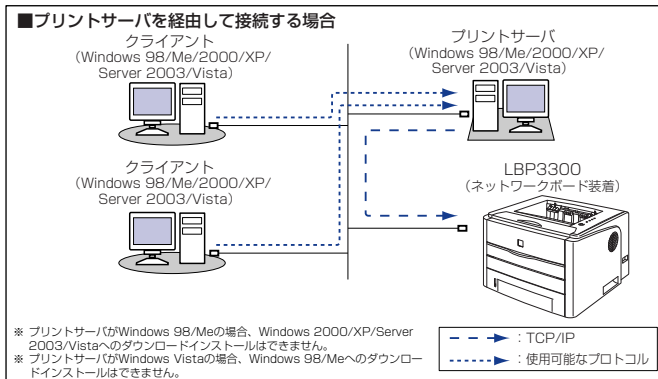 ■プリントサーバを経由して接続する場合
クライアント
(Windows 98/Me/2000/XP/
Server 2003/Vista)
プリントサーバ
(Windows 98/Me/2000/XP/
Server 2003/Vista)
クライアント
(Windows 98/Me/2000/XP/
Server 2003/Vista)
LBP3300
(ネットワークボード装着)
※ プリントサーバがWindows 98/Meの場合、Windows 2000/XP/Server
2003/Vistaへのダウンロードインストールはできません。
※ プリントサーバがWindows Vistaの場合、Windows 98/Meへのダウンロー
ドインストールはできません。
：TCP/IP
：使用可能なプロトコル